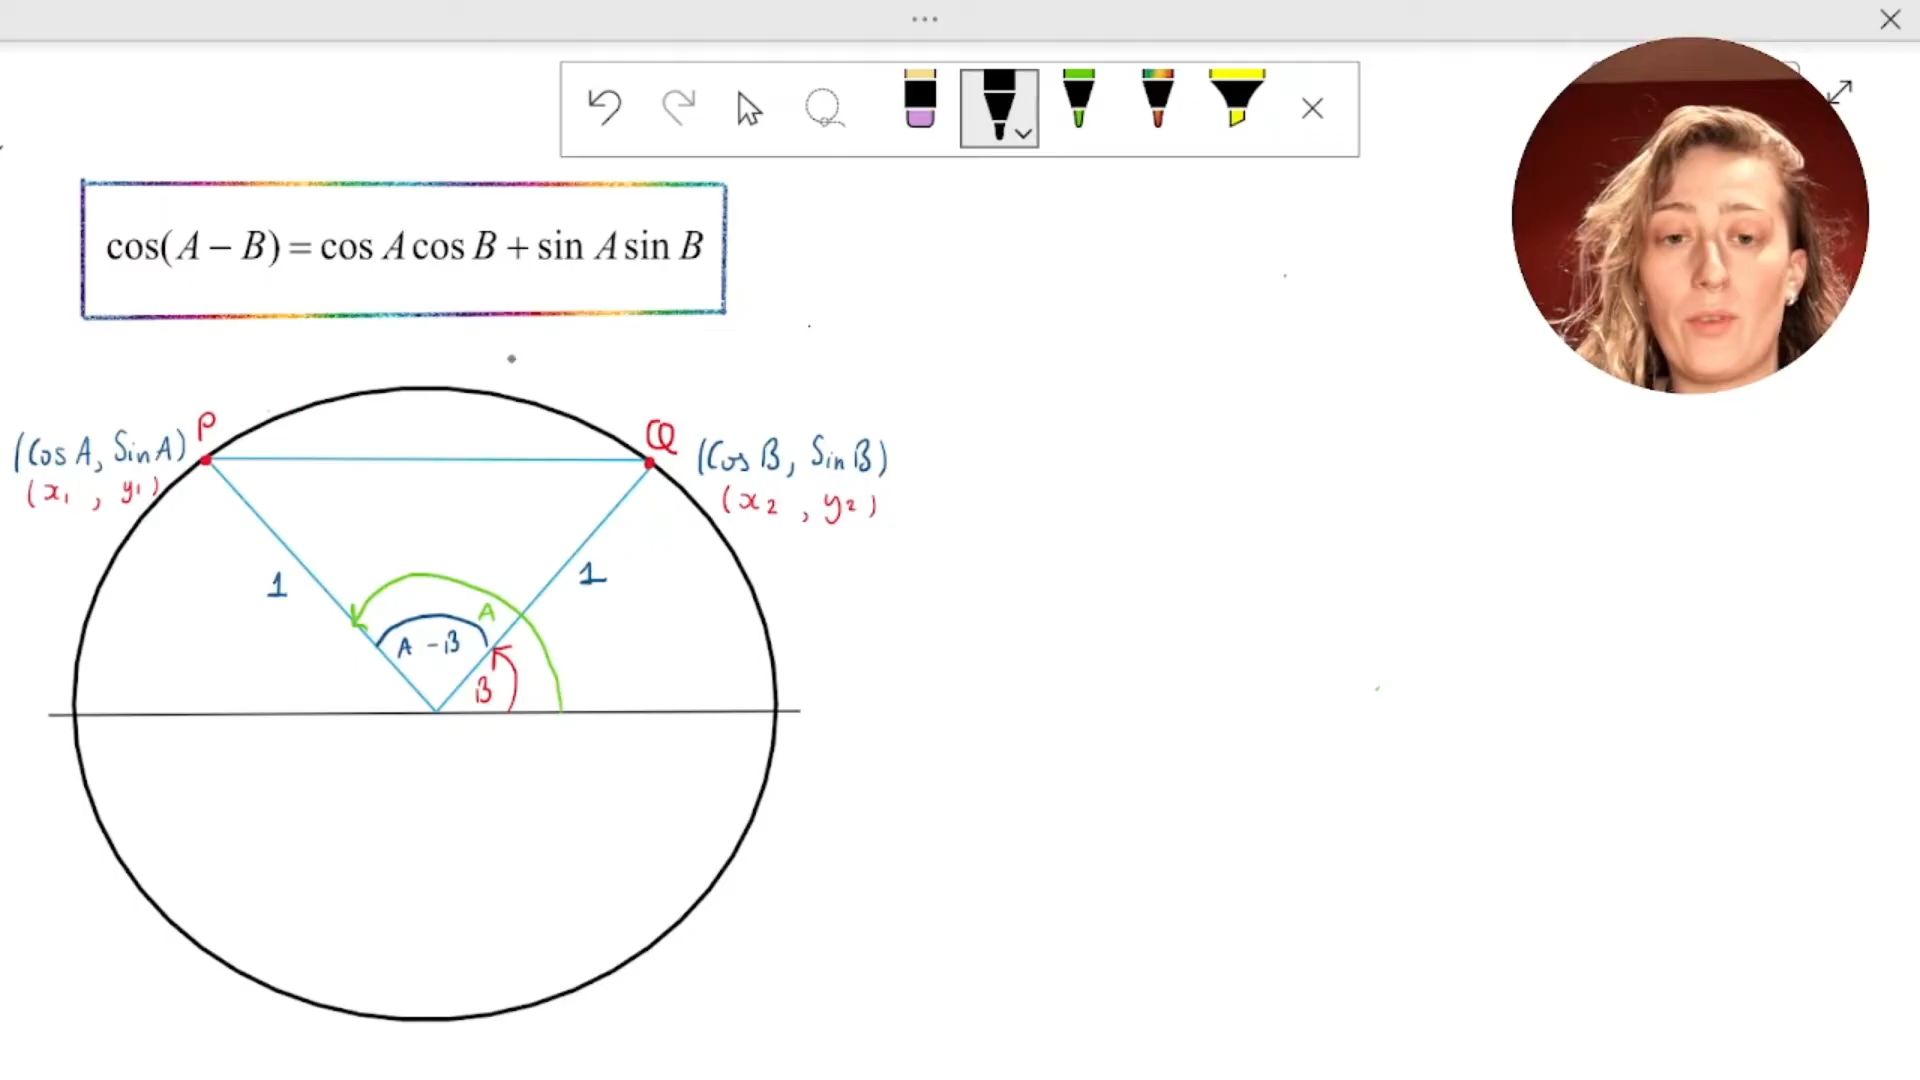 cos(A − B) = cos A cos B + sin A sin B
P
(Cos A, Sin A)
(x₁ , y₁)
Q
(Cos B, Sin B)
(x₂ , y₂)
1
1
A
A - B
B